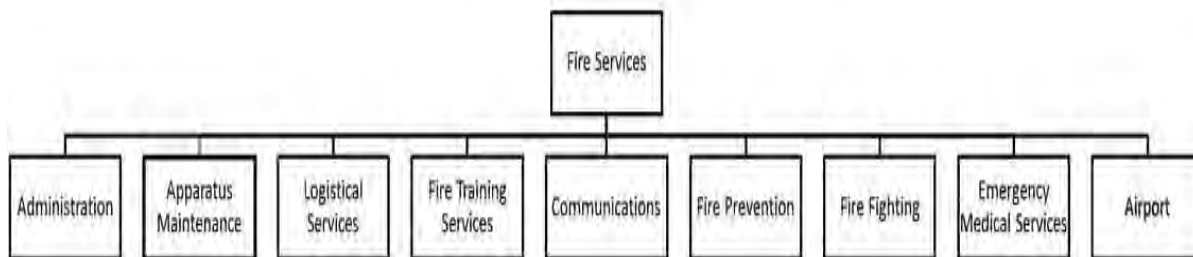 Fire Services
Administration
Apparatus
Maintenance
Logistical
Services
Fire Training
Services
Communications
Fire Prevention
Fire Fighting
Emergency
Medical Services
Airport